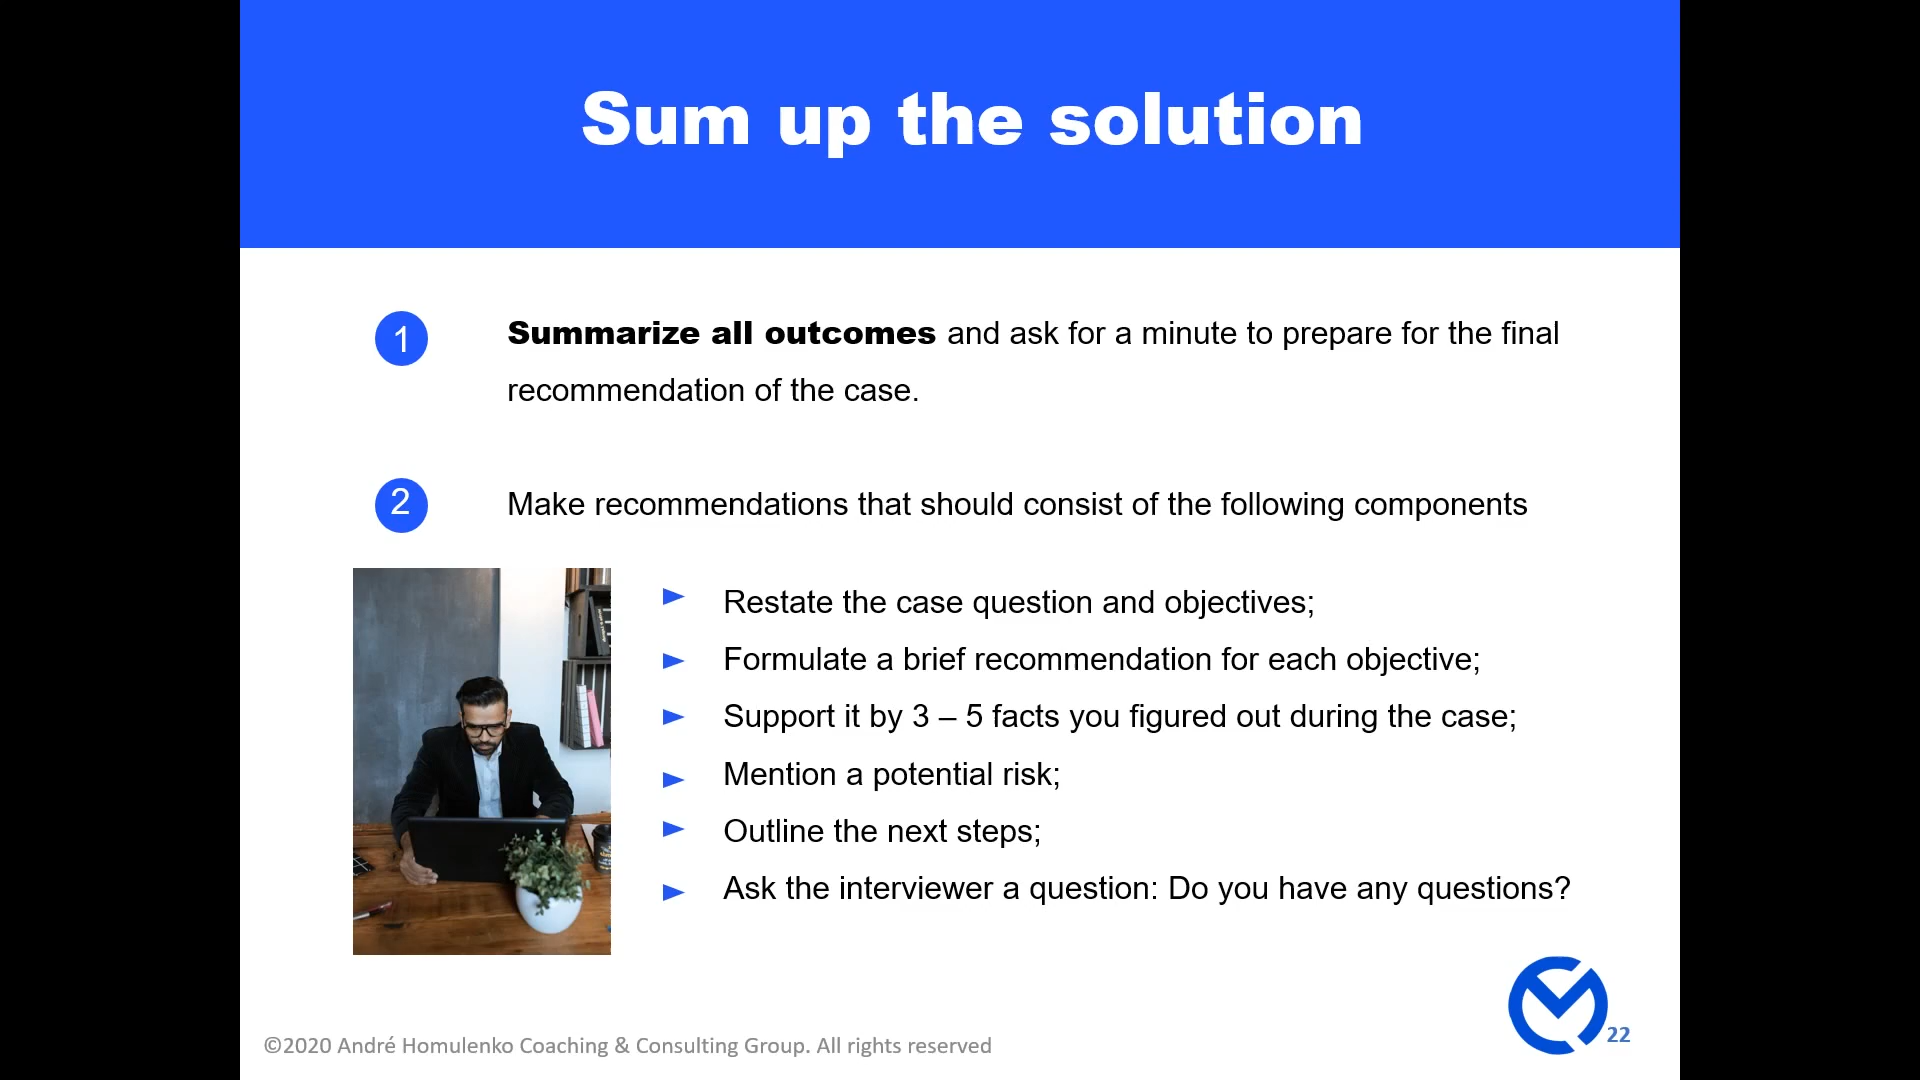 Sum up the solution
1
Summarize all outcomes and ask for a minute to prepare for the final
recommendation of the case.
2
Make recommendations that should consist of the following components
► Restate the case question and objectives;
► Formulate a brief recommendation for each objective;
► Support it by 3 – 5 facts you figured out during the case;
► Mention a potential risk;
► Outline the next steps;
► Ask the interviewer a question: Do you have any questions?
©2020 André Homulenko Coaching & Consulting Group. All rights reserved
22